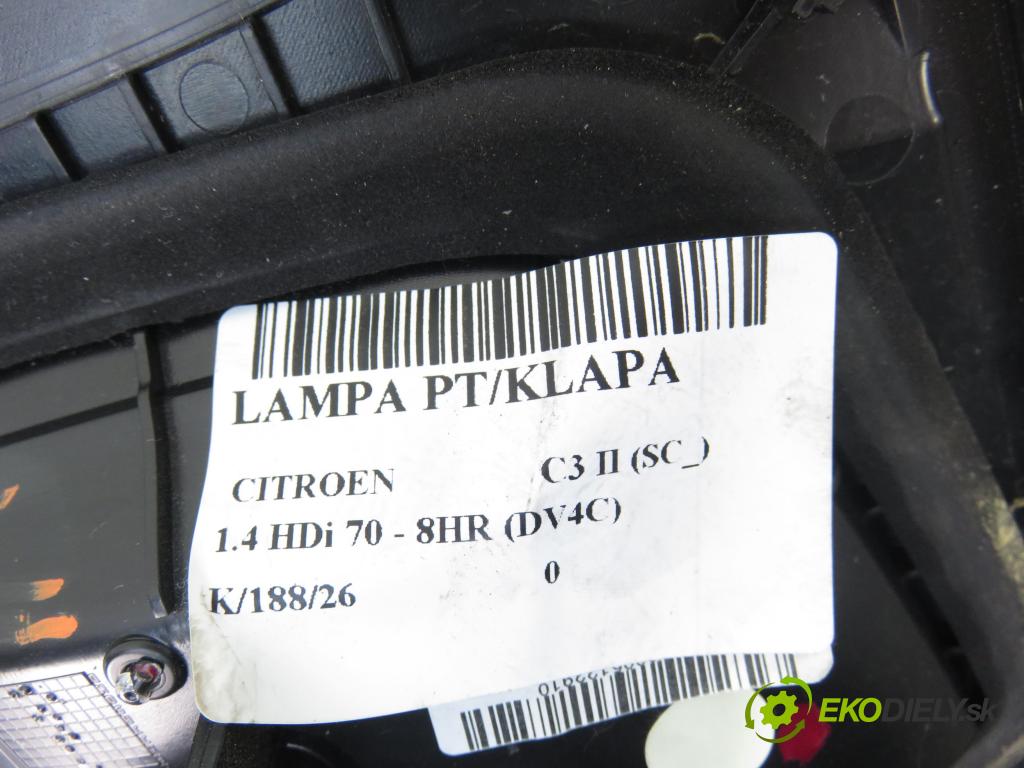 LAMPA PT/KLAPA
CITROEN C3 II (SC_)
1.4 HDi 70 - 8HR (DV4C)
K/188/26 0
EKODIELY.sk